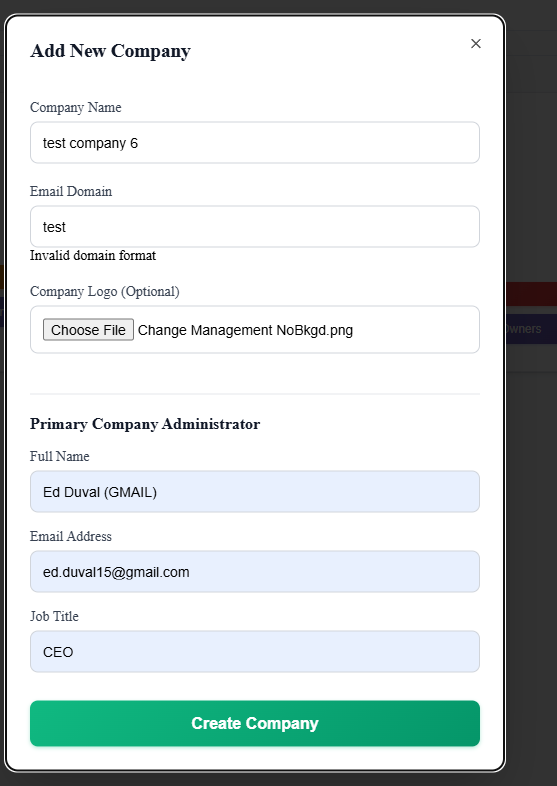 Add New Company
×
Company Name
test company 6
Email Domain
test
Invalid domain format
Company Logo (Optional)
Choose File Change Management NoBkgd.png
Owners
Primary Company Administrator
Full Name
Ed Duval (GMAIL)
Email Address
ed.duval15@gmail.com
Job Title
CEO
Create Company